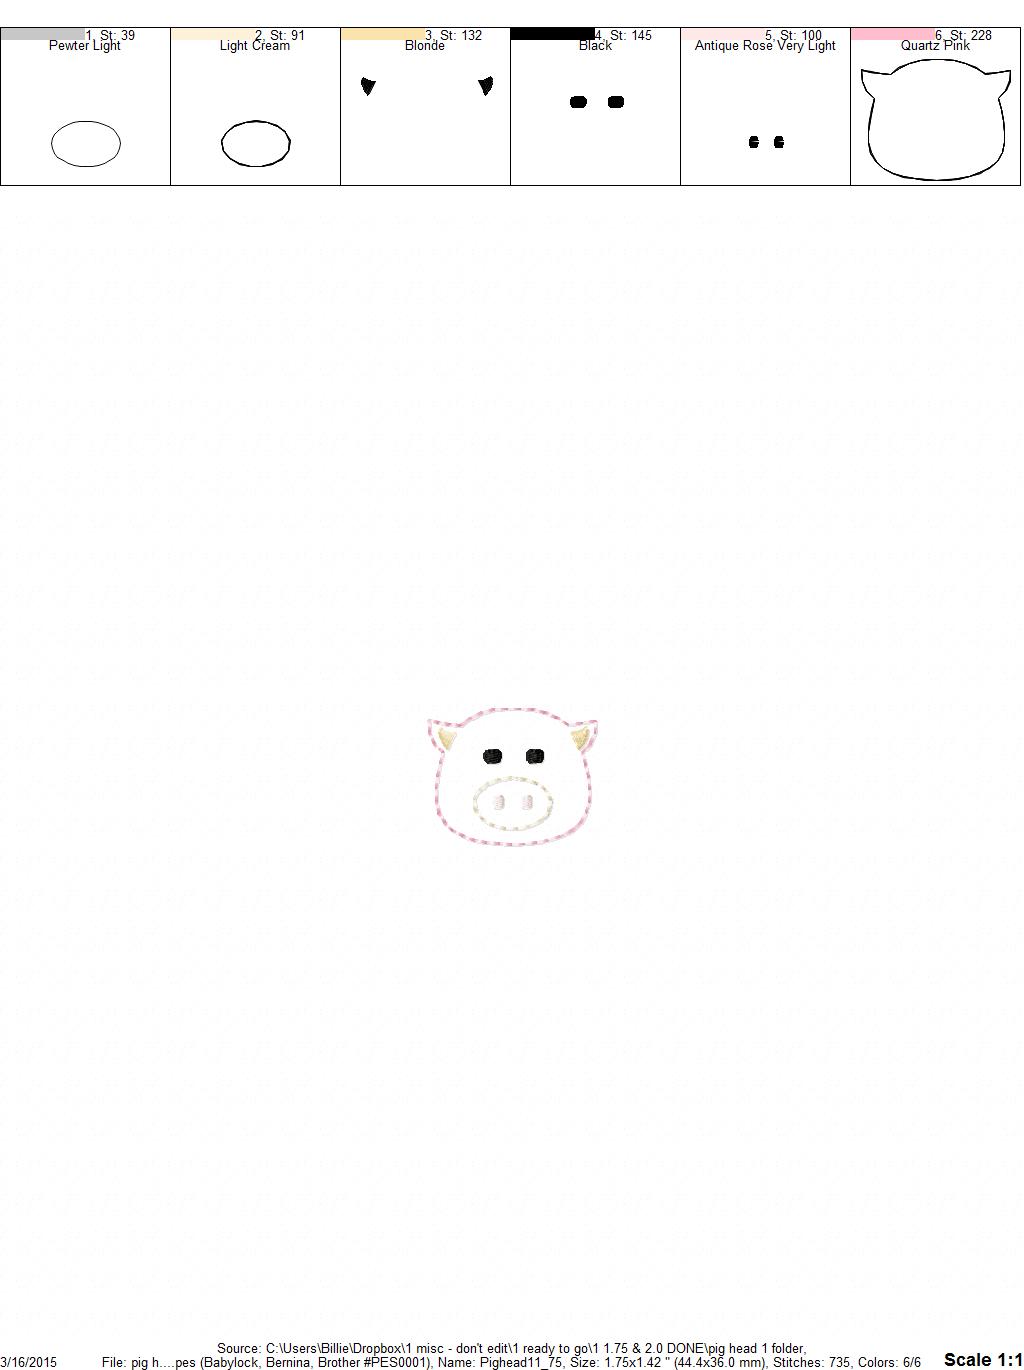 1, St: 39
Pewter Light
2, St: 91
Light Cream
3, St: 132
Blonde
4, St: 145
Black
5, St: 100
Antique Rose Very Light
6, St: 228
Quartz Pink
Source: C:\Users\Billie\Dropbox\1 misc - don't edit\1 ready to go\1 1.75 & 2.0 DONE\pig head 1 folder,
3/16/2015 File: pig h....pes (Babylock, Bernina, Brother #PES0001), Name: Pighead11_75, Size: 1.75x1.42 " (44.4x36.0 mm), Stitches: 735, Colors: 6/6 Scale 1:1